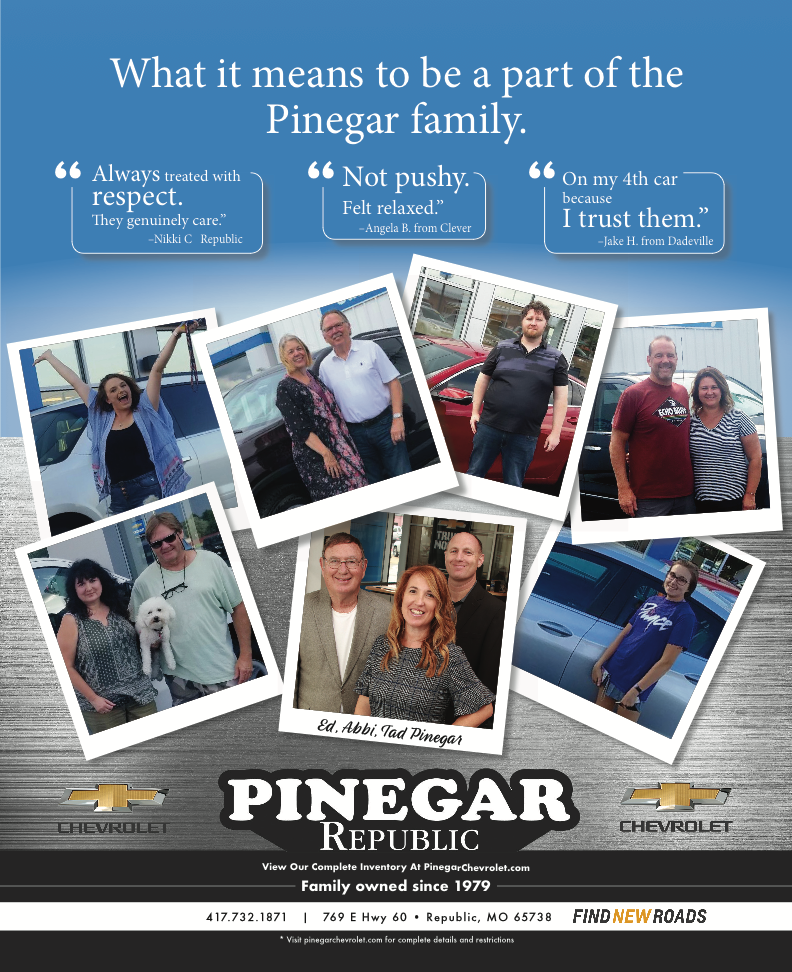 What it means to be a part of the
Pinegar family.
“ Always treated with
respect.
They genuinely care.”
–Nikki C Republic
“ Not pushy.
Felt relaxed.”
–Angela B. from Clever
“ On my 4th car
because
I trust them.”
–Jake H. from Dadeville
Ed, Abbi, Tad Pinegar
CHEVROLET
PINEGAR
REPUBLIC
CHEVROLET
View Our Complete Inventory At PinegarChevrolet.com
Family owned since 1979
417.732.1871 | 769 E Hwy 60 • Republic, MO 65738 FIND NEW ROADS
* Visit pinegarchevrolet.com for complete details and restrictions